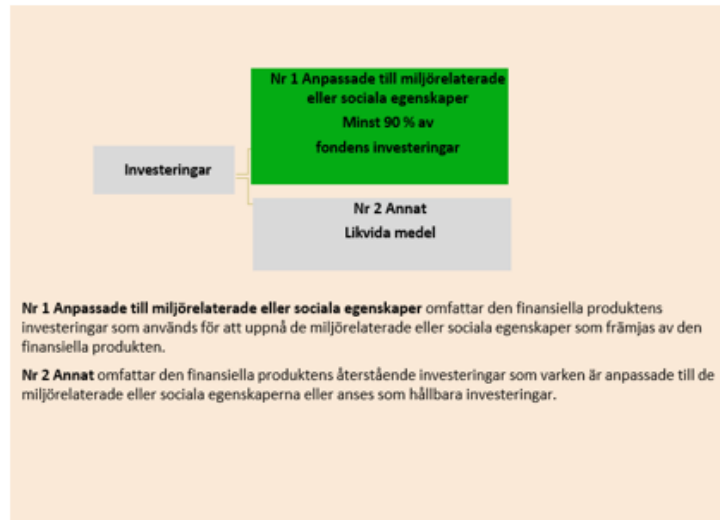 Nr 1 Anpassade till miljörelaterade
eller sociala egenskaper
Minst 90 % av
fondens investeringar
Investeringar
Nr 2 Annat
Likvida medel
Nr 1 Anpassade till miljörelaterade eller sociala egenskaper omfattar den finansiella produktens
investeringar som används för att uppnå de miljörelaterade eller sociala egenskaper som främjas av den
finansiella produkten.
Nr 2 Annat omfattar den finansiella produktens återstående investeringar som varken är anpassade till de
miljörelaterade eller sociala egenskaperna eller anses som hållbara investeringar.